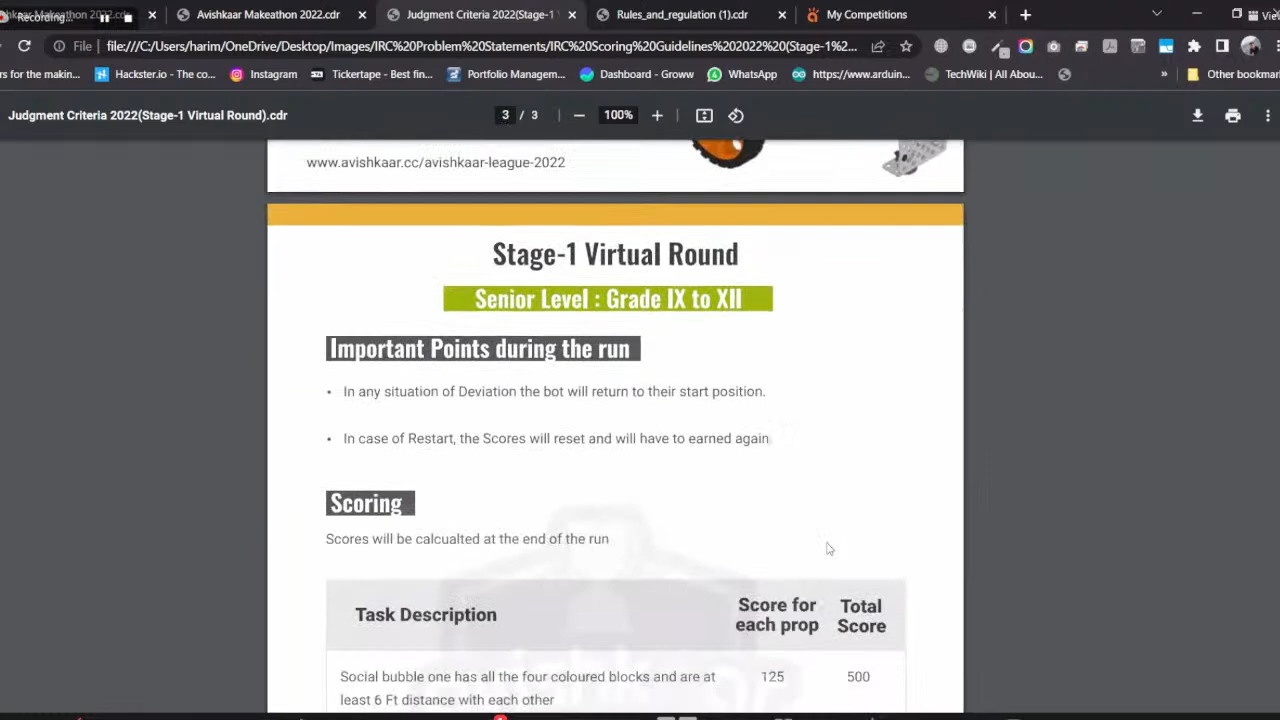 Recording...
Avishkaar Makeathon 2022.cdr
Judgment Criteria 2022(Stage-1
Rules_and_regulation (1).cdr
My Competitions
View
File
file:///C:/Users/harim/OneDrive/Desktop/Images/IRC%20Problem%20Statements/IRC%20Scoring%20Guidelines%202022%20(Stage-1%2...
rs for the makin...
Hackster.io - The co...
Instagram
Tickertape - Best fin...
Portfolio Managem...
Dashboard - Groww
WhatsApp
https://www.arduin...
TechWiki | All Abou...
»
Other bookmar
Judgment Criteria 2022(Stage-1 Virtual Round).cdr
3 / 3
100%
www.avishkaar.cc/avishkaar-league-2022
Stage-1 Virtual Round
Senior Level : Grade IX to XII
Important Points during the run
• In any situation of Deviation the bot will return to their start position.
• In case of Restart, the Scores will reset and will have to earned again
Scoring
Scores will be calcualted at the end of the run
Task Description Score for each prop Total Score
Social bubble one has all the four coloured blocks and are at 125 500
least 6 Ft distance with each other